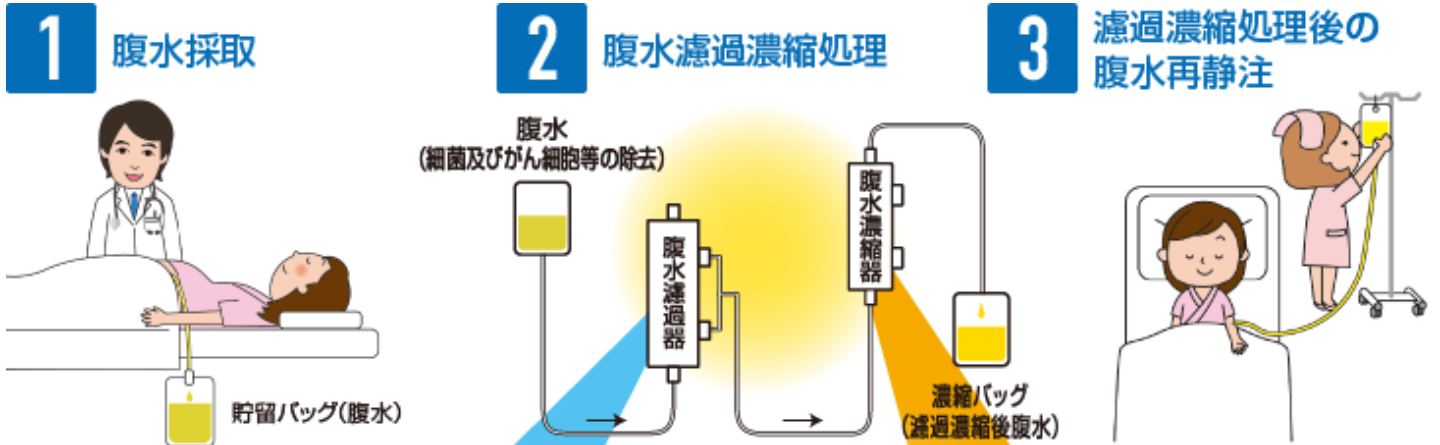 1 腹水採取
貯留バッグ(腹水)
2 腹水濾過濃縮処理
腹水
(細菌及びがん細胞等の除去)
腹水濾過器
腹水濃縮器
濃縮バッグ
(濾過濃縮後腹水)
3 濾過濃縮処理後の
腹水再静注